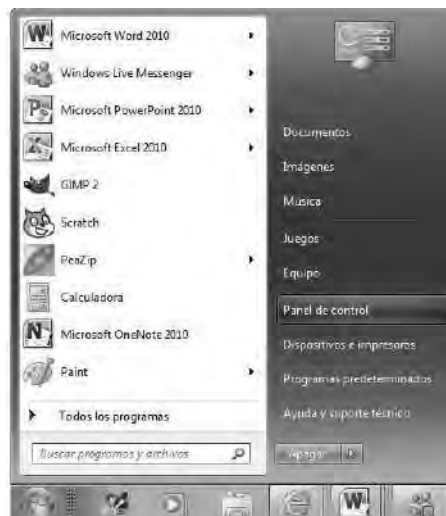 Microsoft Word 2010
Windows Live Messenger
Microsoft PowerPoint 2010
Microsoft Excel 2010
GIMP 2
Scratch
PeaZip
Calculadora
Microsoft OneNote 2010
Paint
Todos los programas
Buscar programas y archivos
Documentos
Imágenes
Música
Juegos
Equipo
Panel de control
Dispositivos e impresoras
Programas predeterminados
Ayuda y soporte técnico
Apagar